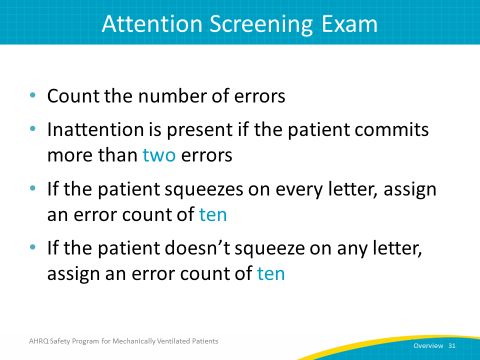 Attention Screening Exam
• Count the number of errors
• Inattention is present if the patient commits
more than two errors
• If the patient squeezes on every letter, assign
an error count of ten
• If the patient doesn’t squeeze on any letter,
assign an error count of ten
AHRQ Safety Program for Mechanically Ventilated Patients
Overview 31